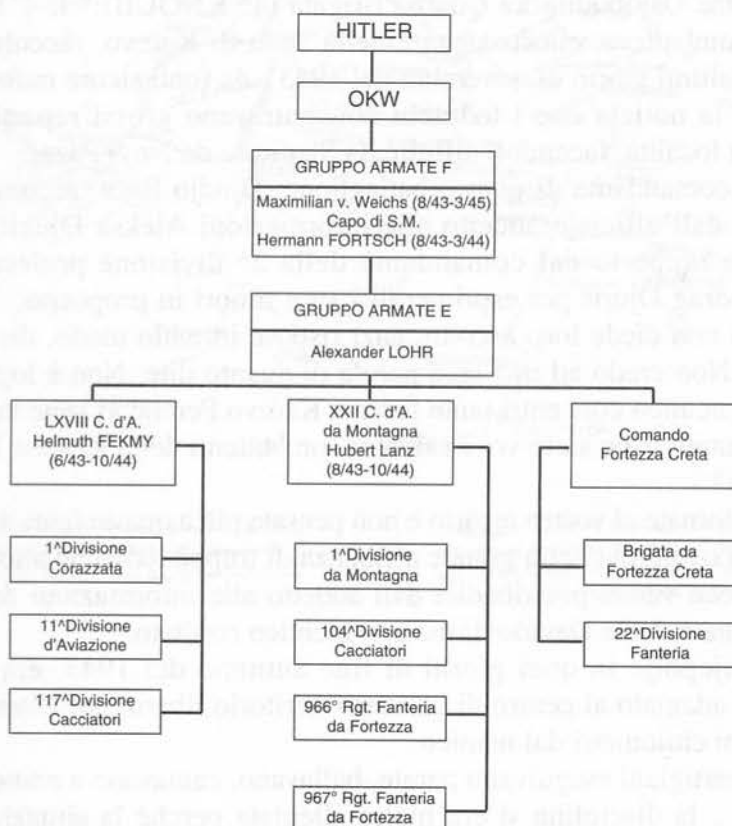 HITLER
OKW
GRUPPO ARMATE F
Maximilian v. Weichs (8/43-3/45)
Capo di S.M.
Hermann FORTSCH (8/43-3/44)
GRUPPO ARMATE E
Alexander LOHR
LXVIII C. d'A.
Helmuth FEKMY
(6/43-10/44)
1^Divisione
Corazzata
11^Divisione
d'Aviazione
117^Divisione
Cacciatori
XXII C. d'A.
da Montagna
Hubert Lanz
(8/43-10/44)
1^Divisione
da Montagna
104^Divisione
Cacciatori
966° Rgt. Fanteria
da Fortezza
967° Rgt. Fanteria
da Fortezza
Comando
Fortezza Creta
Brigata da
Fortezza Creta
22^Divisione
Fanteria